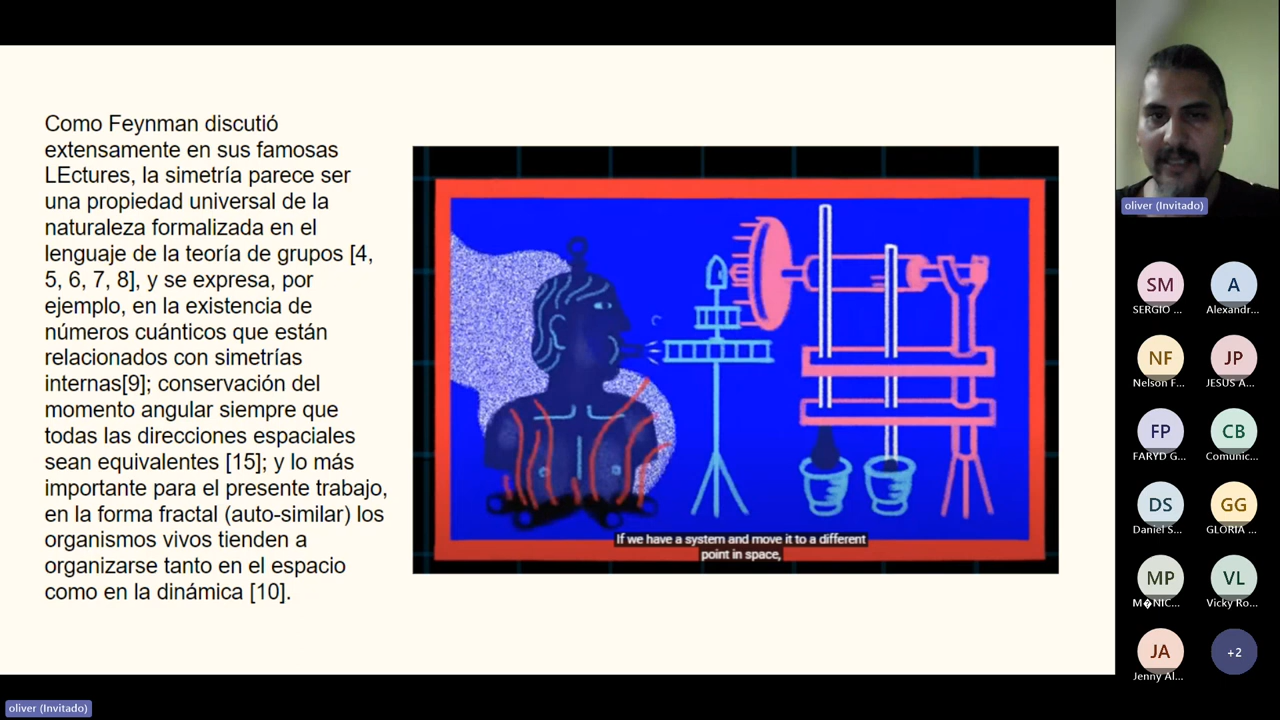 Como Feynman discutió
extensamente en sus famosas
LEctures, la simetría parece ser
una propiedad universal de la
naturaleza formalizada en el
lenguaje de la teoría de grupos [4,
5, 6, 7, 8], y se expresa, por
ejemplo, en la existencia de
números cuánticos que están
relacionados con simetrías
internas[9]; conservación del
momento angular siempre que
todas las direcciones espaciales
sean equivalentes [15]; y lo más
importante para el presente trabajo,
en la forma fractal (auto-similar) los
organismos vivos tienden a
organizarse tanto en el espacio
como en la dinámica [10].
If we have a system and move it to a different
point in space,
oliver (Invitado)
SM
A
SERGIO ...
Alexandr...
NF
JP
Nelson F...
JESUS A...
FP
CB
FARYD G...
Comunic...
DS
GG
Daniel S...
GLORIA ...
MP
VL
M�NIC...
Vicky Ro...
JA
+2
Jenny Al...
oliver (Invitado)